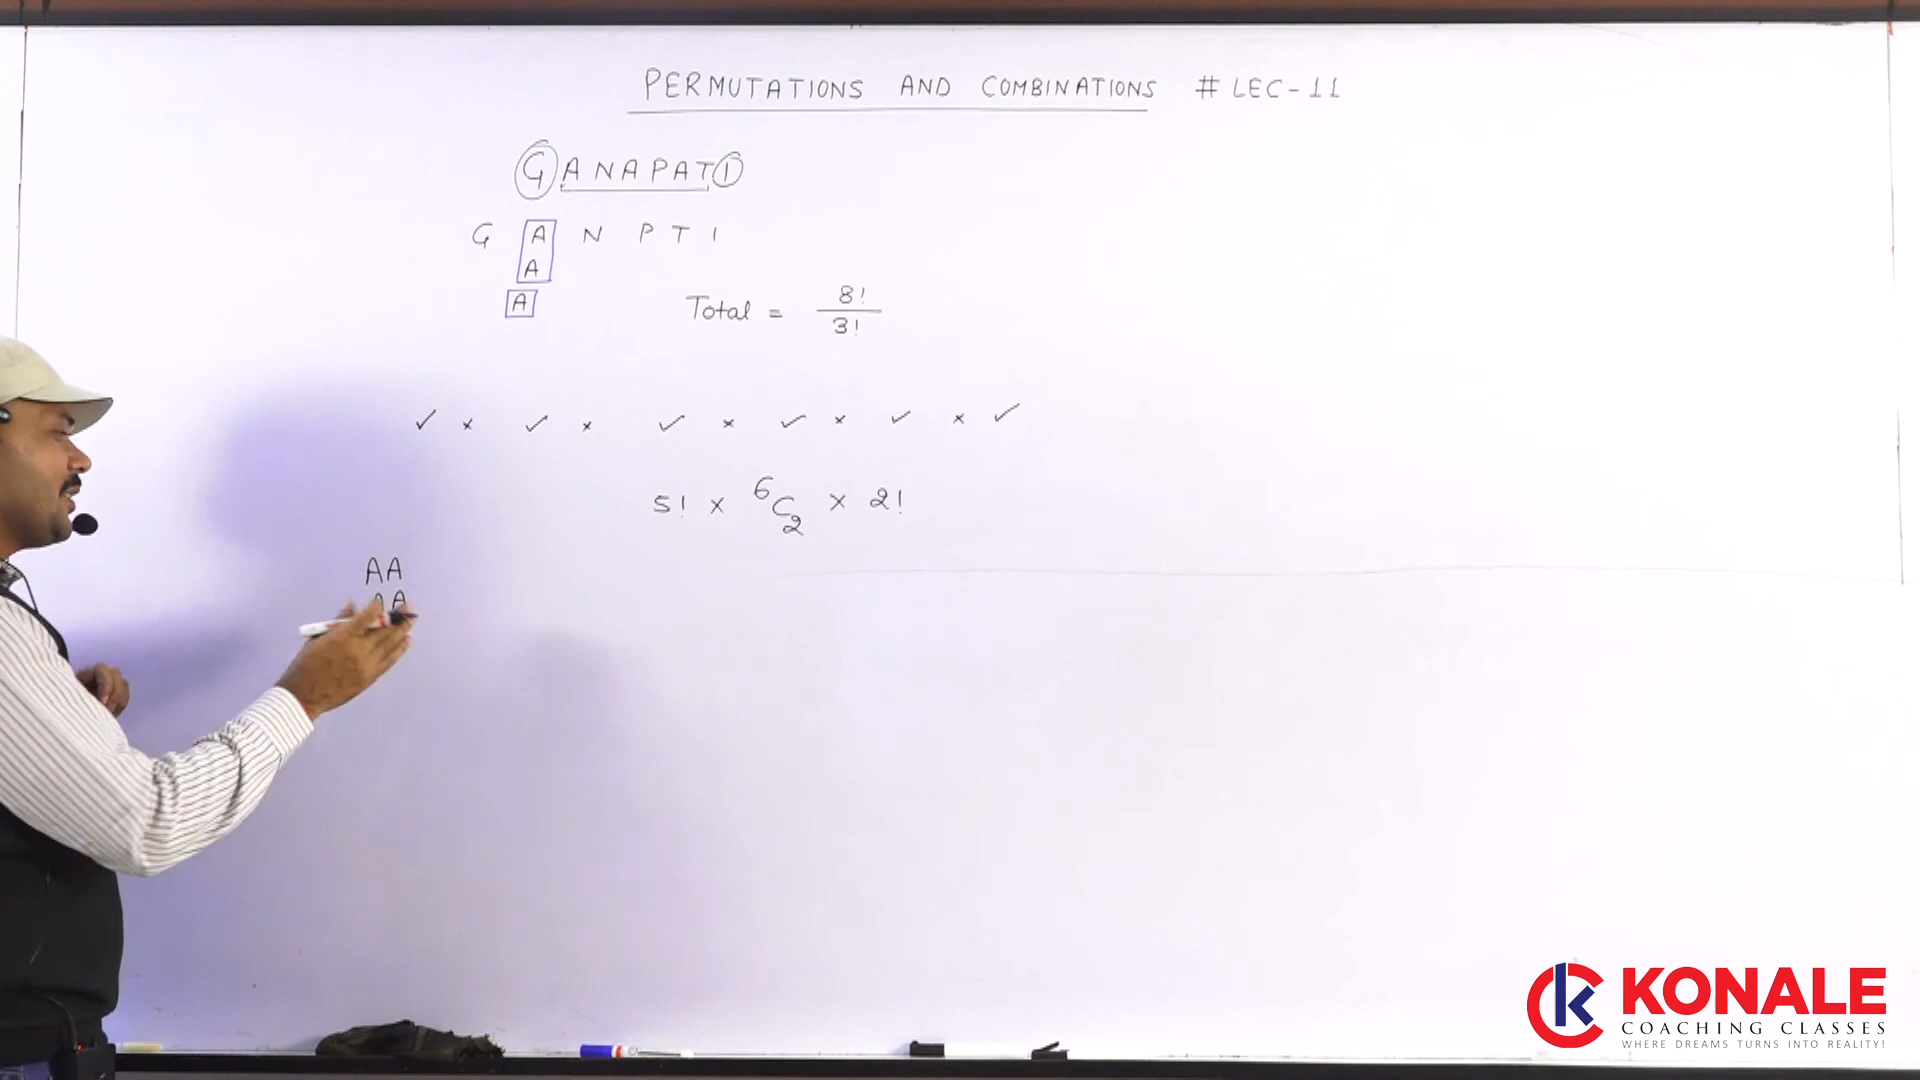 PERMUTATIONS AND COMBINATIONS # LEC-11
GANAPATI
G A N P T I
A
A
Total = 8! / 3!
✓ × ✓ × ✓ × ✓ × ✓ × ✓
5! × ⁶C₂ × 2!
AA
AA
KONALE
COACHING CLASSES
WHERE DREAMS TURNS INTO REALITY!